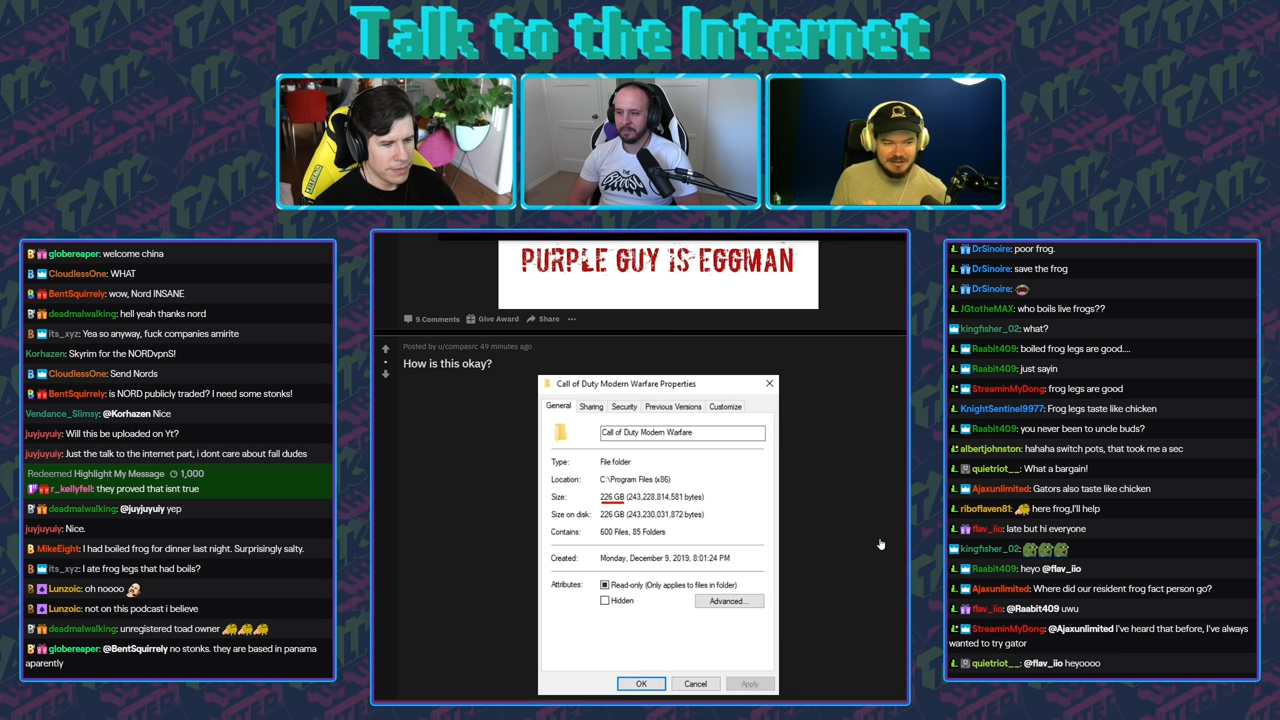 Talk to the Internet
globereaper: welcome china
CloudlessOne: WHAT
BentSquirrely: wow, Nord INSANE
deadmalwalking: hell yeah thanks nord
its_xyz: Yea so anyway, fuck companies amirite
Korhazen: Skyrim for the NORDvpnS!
CloudlessOne: Send Nords
BentSquirrely: is NORD publicly traded? I need some stonks!
Vendance_Slimsy: @Korhazen Nice
juyjuyuiy: Will this be uploaded on Yt?
juyjuyuiy: Just the talk to the internet part, i dont care about fall dudes
Redeemed Highlight My Message 1,000
r_kellyfell: they proved that isnt true
deadmalwalking: @juyjuyuiy yep
juyjuyuiy: Nice.
MikeEight: I had boiled frog for dinner last night. Surprisingly salty.
its_xyz: I ate frog legs that had boils?
Lunzoic: oh noooo
Lunzoic: not on this podcast i believe
deadmalwalking: unregistered toad owner
globereaper: @BentSquirrely no stonks. they are based in panama
aparently
PURPLE GUY IS EGGMAN
5 Comments Give Award Share ···
Posted by u/compasrc 49 minutes ago
How is this okay?
Call of Duty Modern Warfare Properties
General Sharing Security Previous Versions Customize
Call of Duty Modern Warfare
Type: File folder
Location: C:\Program Files (x86)
Size: 226 GB (243,228,814,581 bytes)
Size on disk: 226 GB (243,230,031,872 bytes)
Contains: 600 Files, 85 Folders
Created: Monday, December 9, 2019, 8:01:24 PM
Attributes: Read-only (Only applies to files in folder)
Hidden Advanced...
OK Cancel Apply
DrSinoire: poor frog.
DrSinoire: save the frog
DrSinoire:
JGtotheMAX: who boils live frogs??
kingfisher_02: what?
Raabit409: boiled frog legs are good....
Raabit409: just sayin
StreaminMyDong: frog legs are good
KnightSentinel9977: Frog legs taste like chicken
Raabit409: you never been to uncle buds?
albertjohnston: hahaha switch pots, that took me a sec
quietriot__: What a bargain!
Ajaxunlimited: Gators also taste like chicken
riboflaven81: here frog,I'll help
flav_iio: late but hi everyone
kingfisher_02:
Raabit409: heyo @flav_iio
Ajaxunlimited: Where did our resident frog fact person go?
flav_iio: @Raabit409 uwu
StreaminMyDong: @Ajaxunlimited I've heard that before, I've always
wanted to try gator
quietriot__: @flav_iio heyoooo